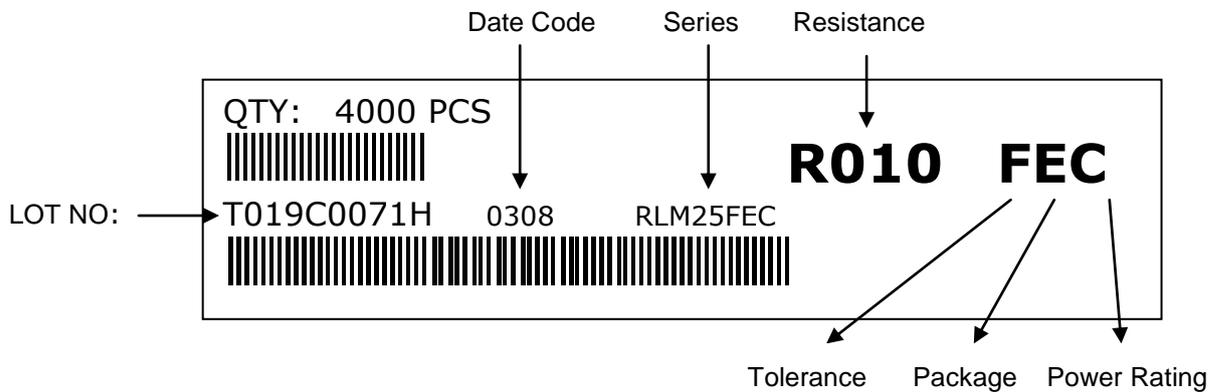 Date Code Series Resistance
QTY: 4000 PCS
R010 FEC
LOT NO: T019C0071H 0308 RLM25FEC
Tolerance Package Power Rating